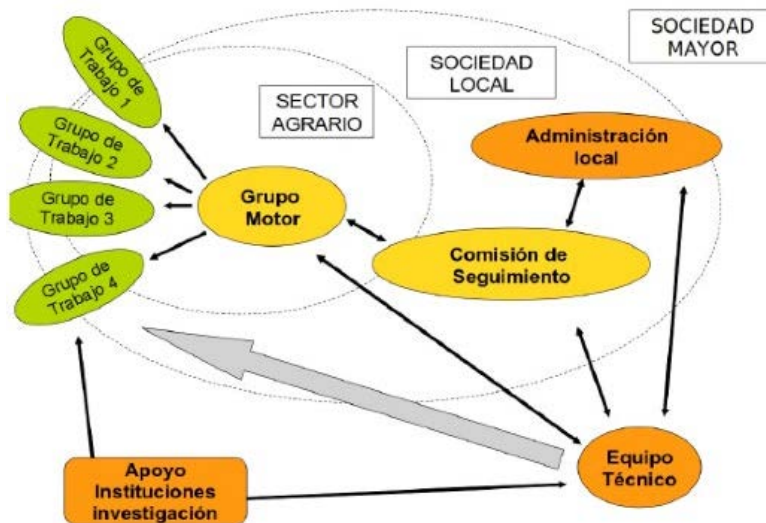 SOCIEDAD
MAYOR
SOCIEDAD
LOCAL
SECTOR
AGRARIO
Grupo de
Trabajo 1
Grupo de
Trabajo 2
Grupo de
Trabajo 3
Grupo de
Trabajo 4
Grupo
Motor
Administración
local
Comisión de
Seguimiento
Equipo
Técnico
Apoyo
Instituciones
investigación